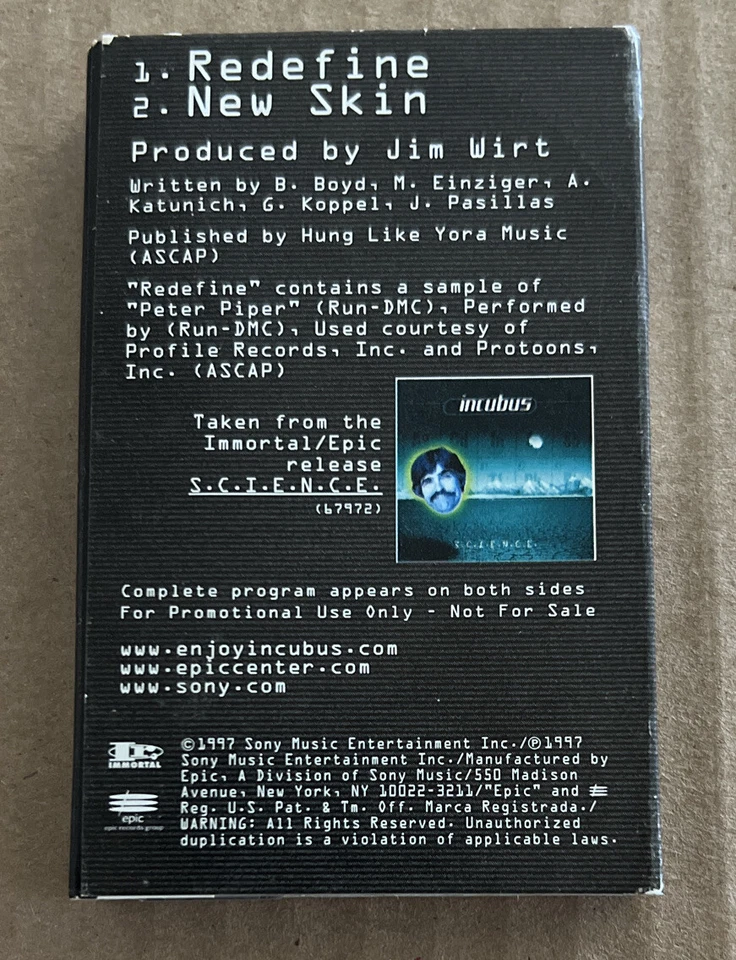 1. Redefine
2. New Skin
Produced by Jim Wirt
Written by B. Boyd, M. Einziger, A.
Katunich, G. Koppel, J. Pasillas
Published by Hung Like Yora Music
(ASCAP)
"Redefine" contains a sample of
"Peter Piper" (Run-DMC), Performed
by (Run-DMC), Used courtesy of
Profile Records, Inc. and Protoons,
Inc. (ASCAP)
Taken from the
Immortal/Epic
release
S.C.I.E.N.C.E.
(67972)
incubus
S.C.I.E.N.C.E.
Complete program appears on both sides
For Promotional Use Only - Not For Sale
www.enjoyincubus.com
www.epiccenter.com
www.sony.com
IMMORTAL
epic
epic records group
©1997 Sony Music Entertainment Inc./℗1997
Sony Music Entertainment Inc./Manufactured by
Epic, A Division of Sony Music/550 Madison
Avenue, New York, NY 10022-3211/"Epic" and
Reg. U.S. Pat. & Tm. Off. Marca Registrada./
WARNING: All Rights Reserved. Unauthorized
duplication is a violation of applicable laws.